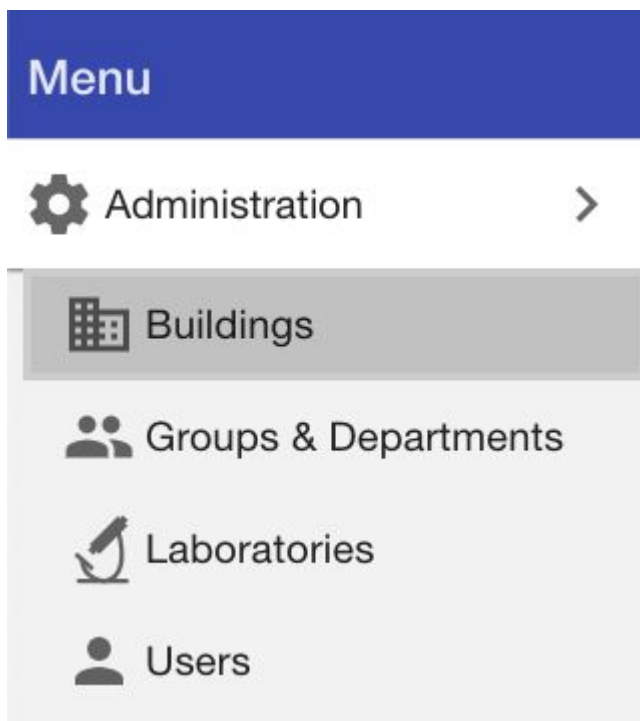 Menu
Administration
Buildings
Groups & Departments
Laboratories
Users